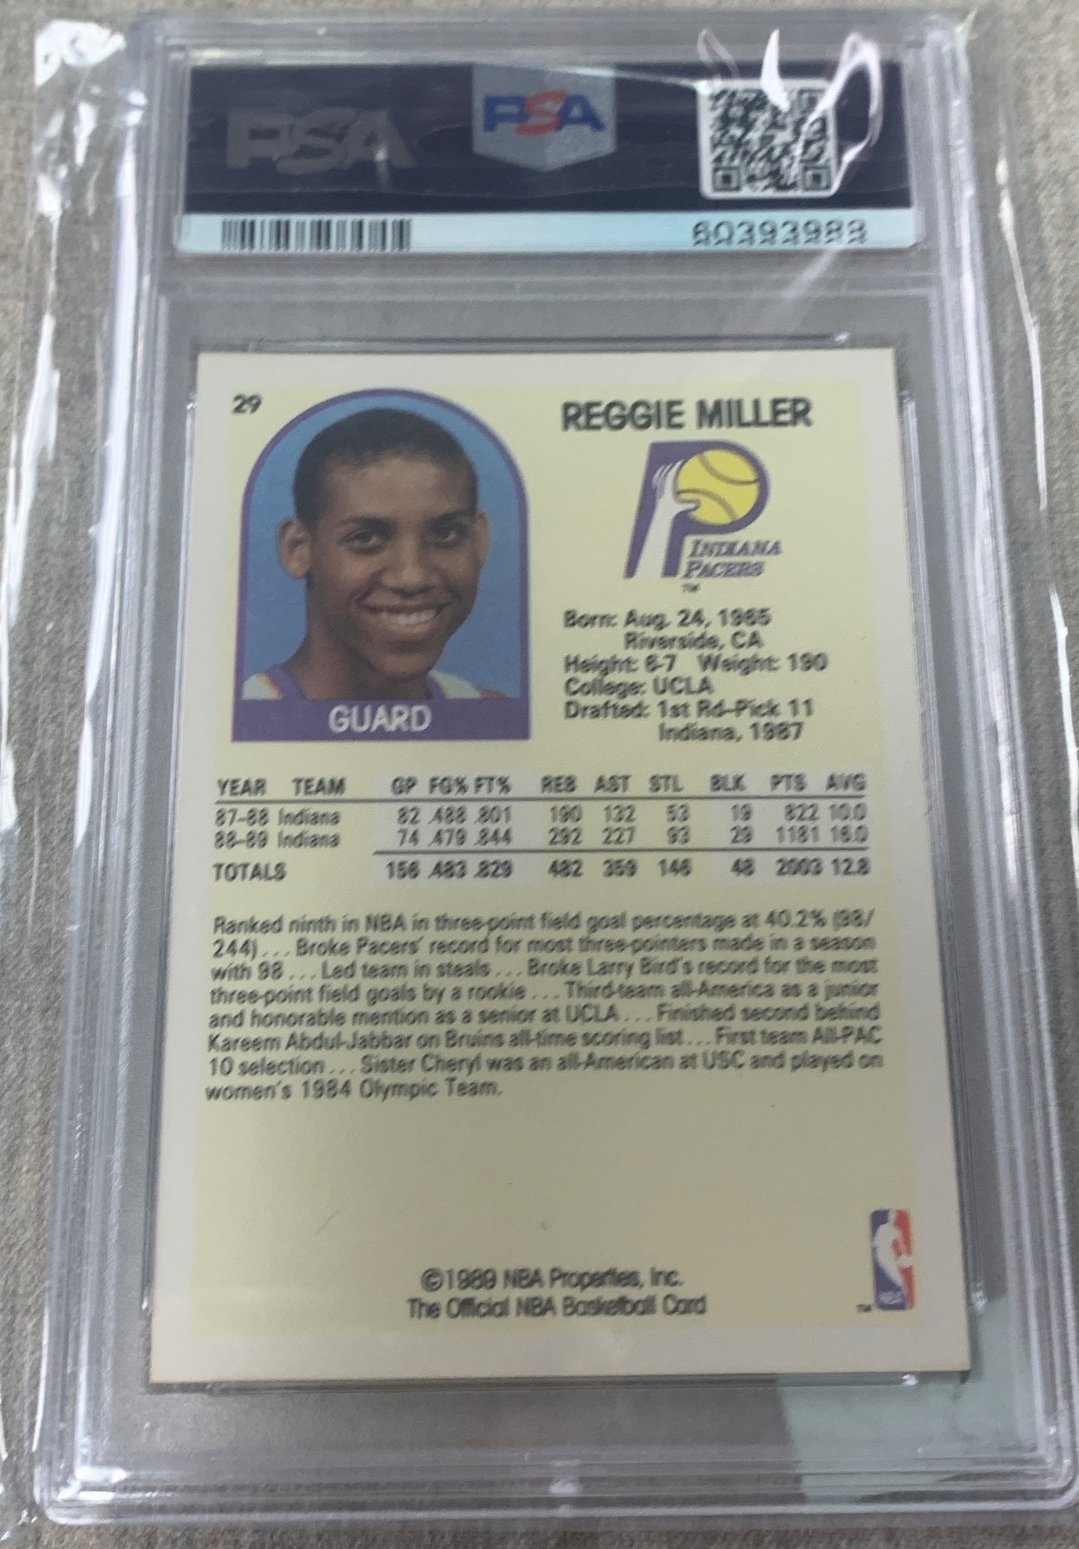 PSA
PSA
60393988
29
REGGIE MILLER
INDIANA
PACERS
TM
Born: Aug. 24, 1965
Riverside, CA
Height: 6-7 Weight: 190
College: UCLA
Drafted: 1st Rd-Pick 11
Indiana, 1987
GUARD
YEAR TEAM GP FG% FT% REB AST STL BLK PTS AVG
87-88 Indiana 82 .488 .801 190 132 53 19 822 10.0
88-89 Indiana 74 .479 .844 292 227 93 29 1181 16.0
TOTALS 156 .483 .829 482 359 146 48 2003 12.8
Ranked ninth in NBA in three-point field goal percentage at 40.2% (98/
244) ... Broke Pacers' record for most three-pointers made in a season
with 98 ... Led team in steals ... Broke Larry Bird's record for the most
three-point field goals by a rookie ... Third-team all-America as a junior
and honorable mention as a senior at UCLA ... Finished second behind
Kareem Abdul-Jabbar on Bruins all-time scoring list ... First team All-PAC
10 selection ... Sister Cheryl was an all-American at USC and played on
women's 1984 Olympic Team.
©1989 NBA Properties, Inc.
The Official NBA Basketball Card
TM
NBA